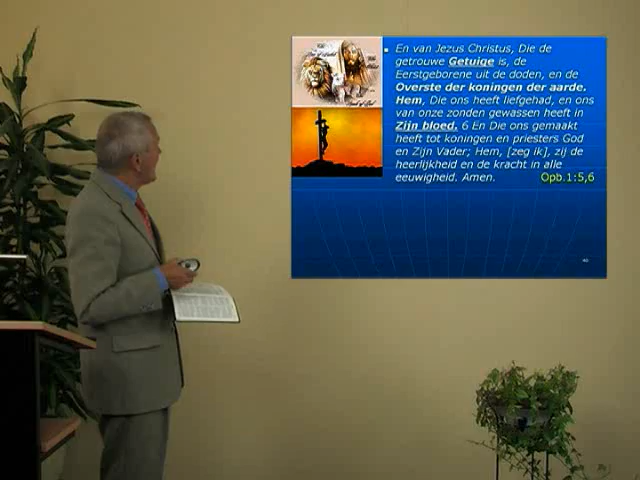 En van Jezus Christus, Die de
getrouwe Getuige is, de
Eerstgeborene uit de doden, en de
Overste der koningen der aarde.
Hem, Die ons heeft liefgehad, en ons
van onze zonden gewassen heeft in
Zijn bloed. 6 En Die ons gemaakt
heeft tot koningen en priesters God
en Zijn Vader; Hem, [zeg ik], zij de
heerlijkheid en de kracht in alle
eeuwigheid. Amen. Opb.1:5,6